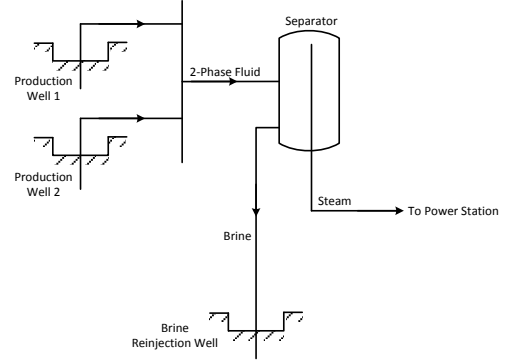 Separator
2-Phase Fluid
Production
Well 1
Production
Well 2
Steam
To Power Station
Brine
Brine
Reinjection Well